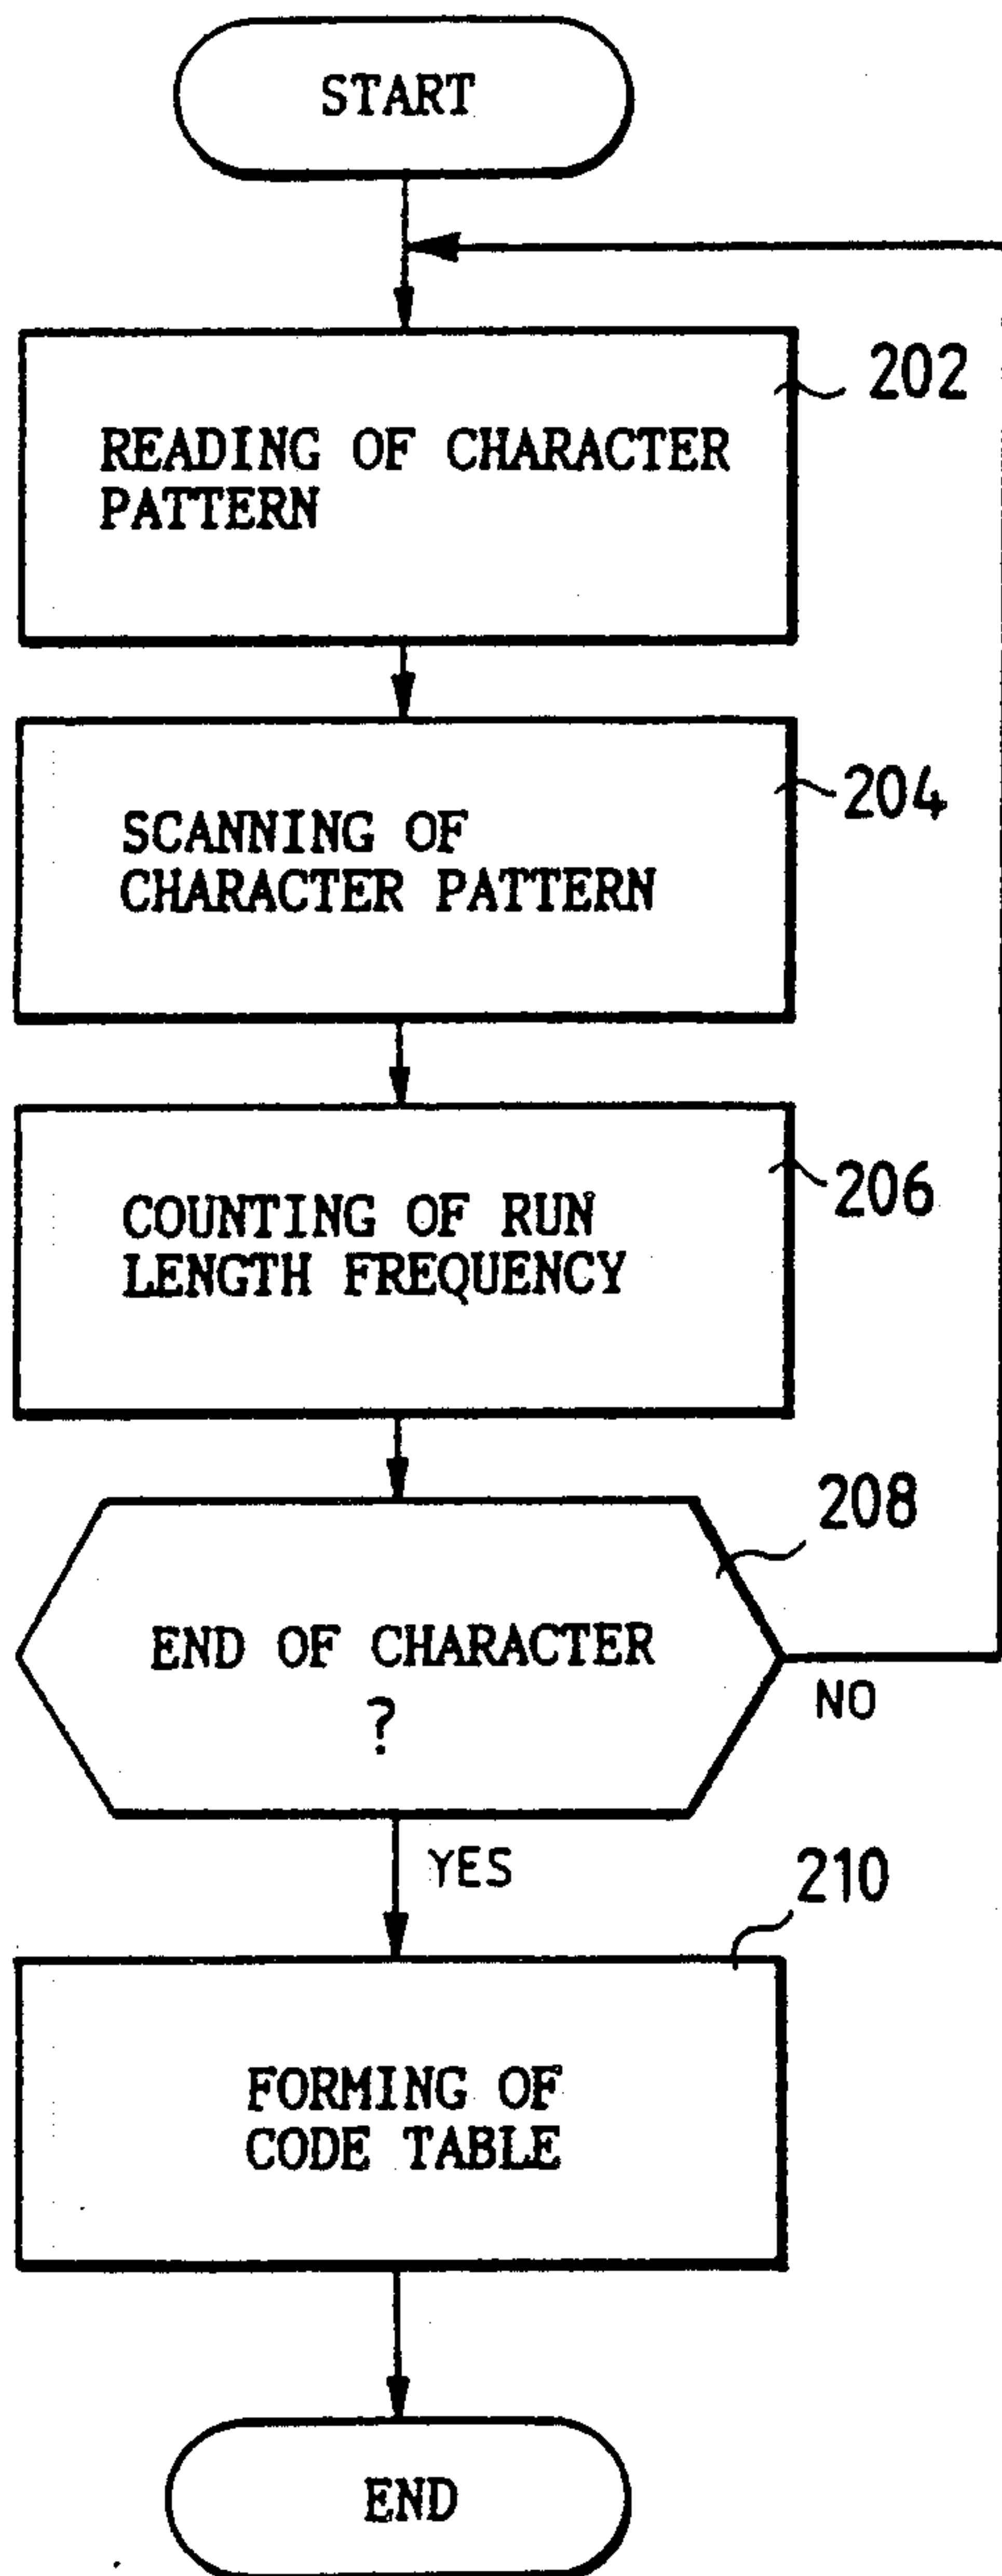 START
202
READING OF CHARACTER
PATTERN
204
SCANNING OF
CHARACTER PATTERN
206
COUNTING OF RUN
LENGTH FREQUENCY
208
END OF CHARACTER
?
NO
YES
210
FORMING OF
CODE TABLE
END